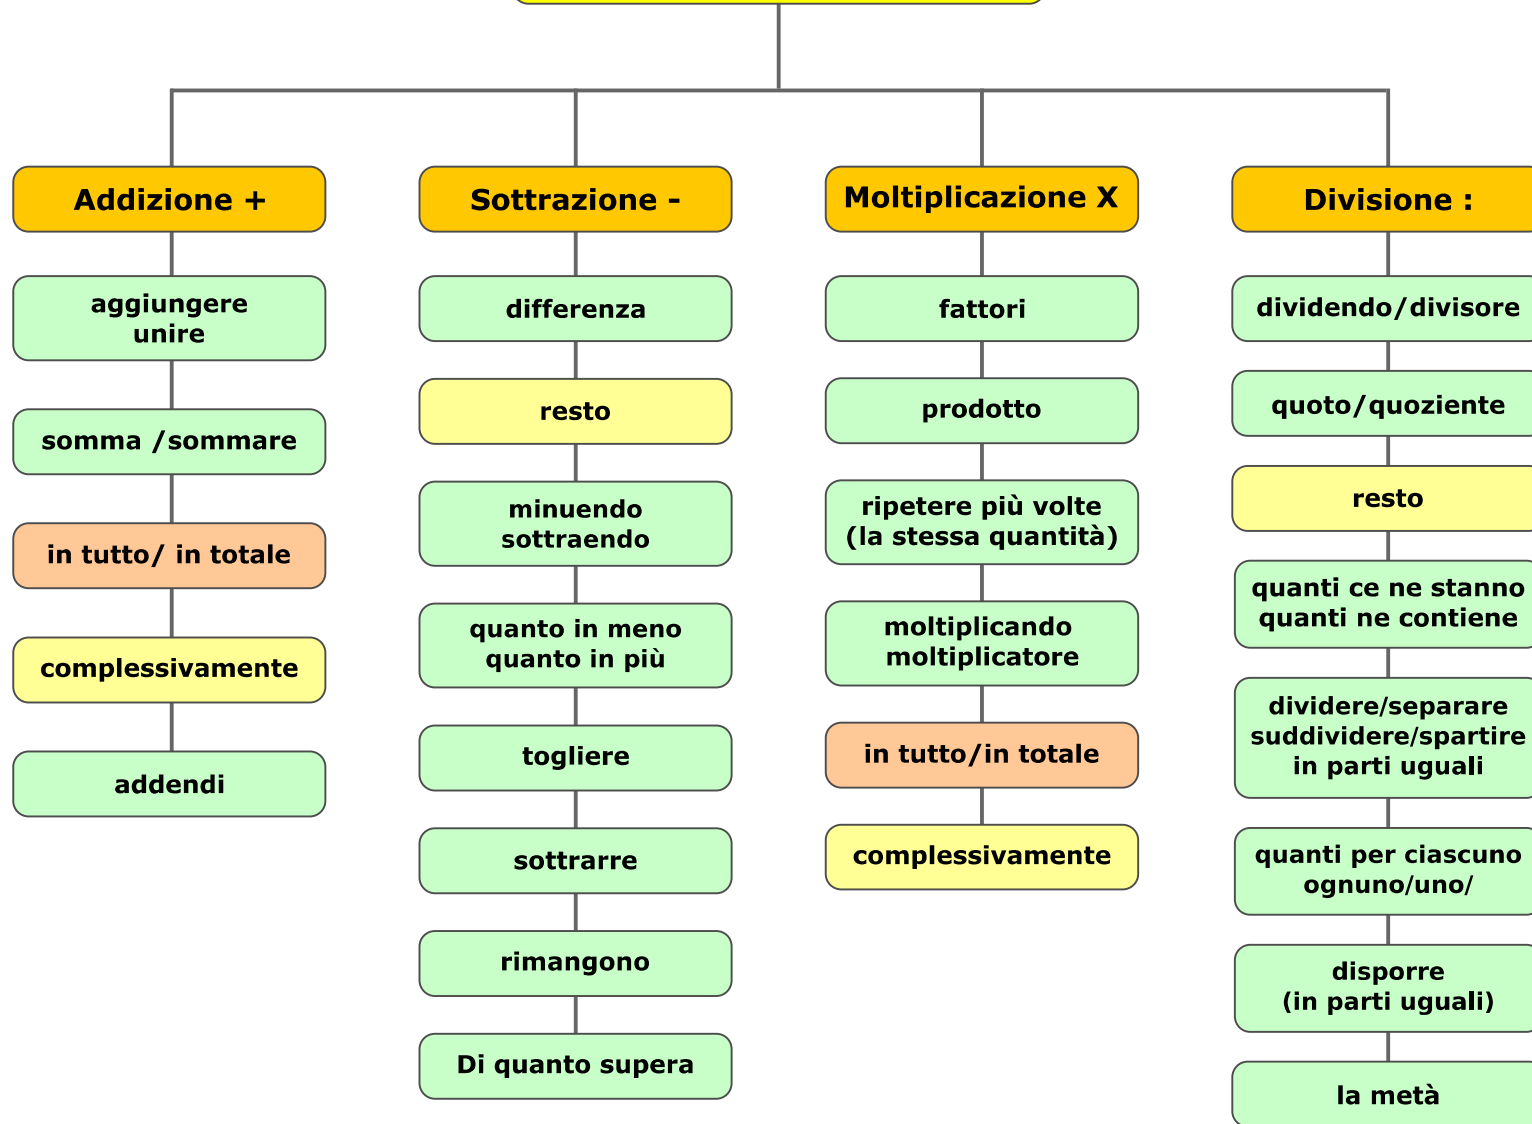 Addizione +
aggiungere
unire
somma /sommare
in tutto/ in totale
complessivamente
addendi
Sottrazione -
differenza
resto
minuendo
sottraendo
quanto in meno
quanto in più
togliere
sottrarre
rimangono
Di quanto supera
Moltiplicazione X
fattori
prodotto
ripetere più volte
(la stessa quantità)
moltiplicando
moltiplicatore
in tutto/in totale
complessivamente
Divisione :
dividendo/divisore
quoto/quoziente
resto
quanti ce ne stanno
quanti ne contiene
dividere/separare
suddividere/spartire
in parti uguali
quanti per ciascuno
ognuno/uno/
disporre
(in parti uguali)
la metà